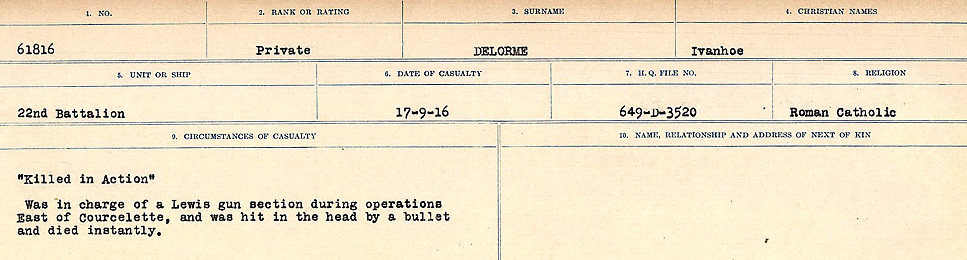 1. NO. 2. RANK OR RATING 3. SURNAME 4. CHRISTIAN NAMES
61816 Private DELORME Ivanhoe
5. UNIT OR SHIP 6. DATE OF CASUALTY 7. H. Q. FILE NO. 8. RELIGION
22nd Battalion 17-9-16 649-D-3520 Roman Catholic
9. CIRCUMSTANCES OF CASUALTY 10. NAME, RELATIONSHIP AND ADDRESS OF NEXT OF KIN
"Killed in Action"
Was in charge of a Lewis gun section during operations
East of Courcelette, and was hit in the head by a bullet
and died instantly.